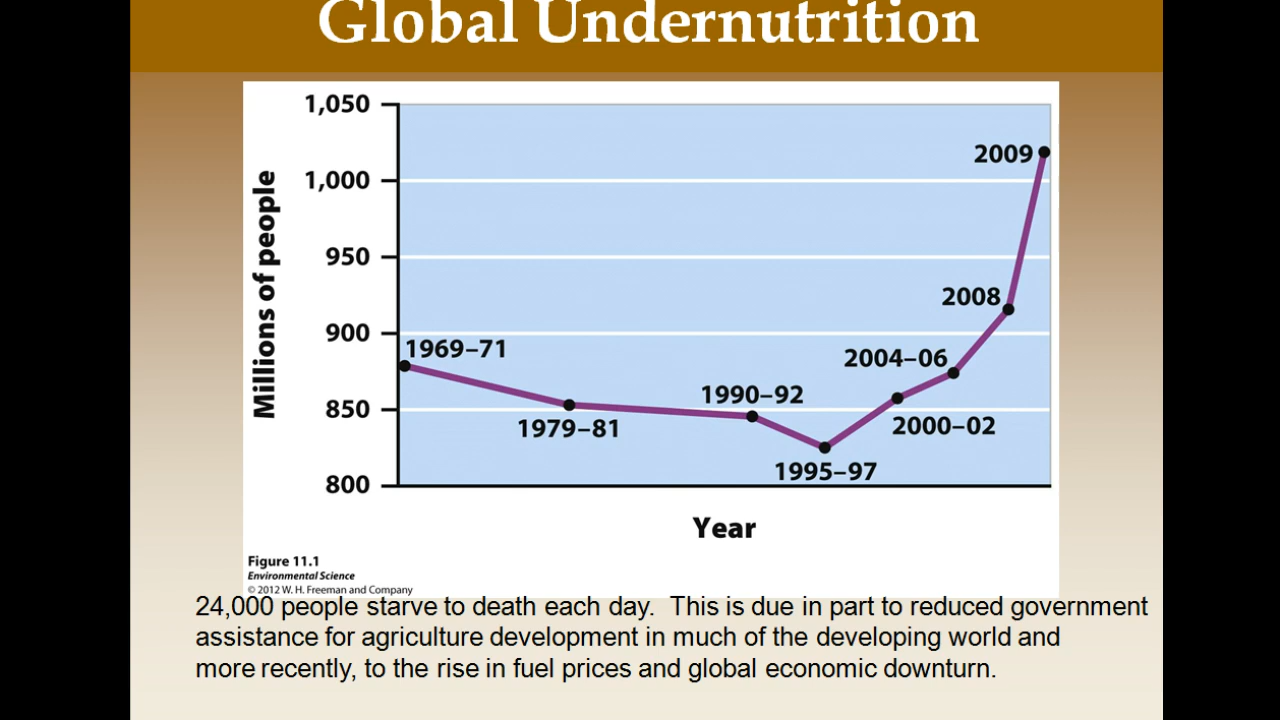 Global Undernutrition
1,050
1,000
950
900
850
800
Millions of people
1969–71
1979–81
1990–92
1995–97
2000–02
2004–06
2008
2009
Year
Figure 11.1
Environmental Science
© 2012 W. H. Freeman and Company
24,000 people starve to death each day.  This is due in part to reduced government
assistance for agriculture development in much of the developing world and
more recently, to the rise in fuel prices and global economic downturn.